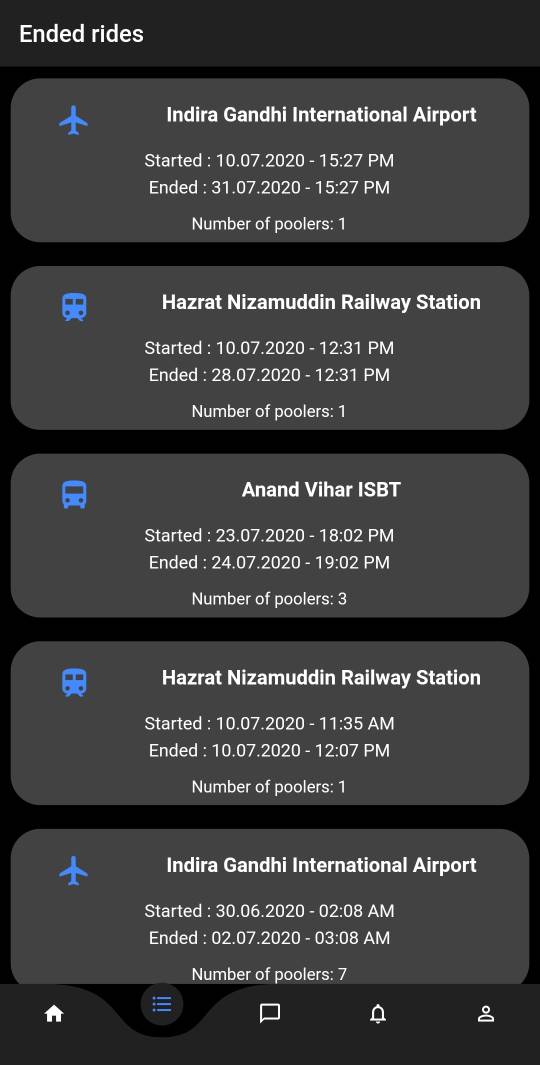 Ended rides
Indira Gandhi International Airport
Started : 10.07.2020 - 15:27 PM
Ended : 31.07.2020 - 15:27 PM
Number of poolers: 1
Hazrat Nizamuddin Railway Station
Started : 10.07.2020 - 12:31 PM
Ended : 28.07.2020 - 12:31 PM
Number of poolers: 1
Anand Vihar ISBT
Started : 23.07.2020 - 18:02 PM
Ended : 24.07.2020 - 19:02 PM
Number of poolers: 3
Hazrat Nizamuddin Railway Station
Started : 10.07.2020 - 11:35 AM
Ended : 10.07.2020 - 12:07 PM
Number of poolers: 1
Indira Gandhi International Airport
Started : 30.06.2020 - 02:08 AM
Ended : 02.07.2020 - 03:08 AM
Number of poolers: 7